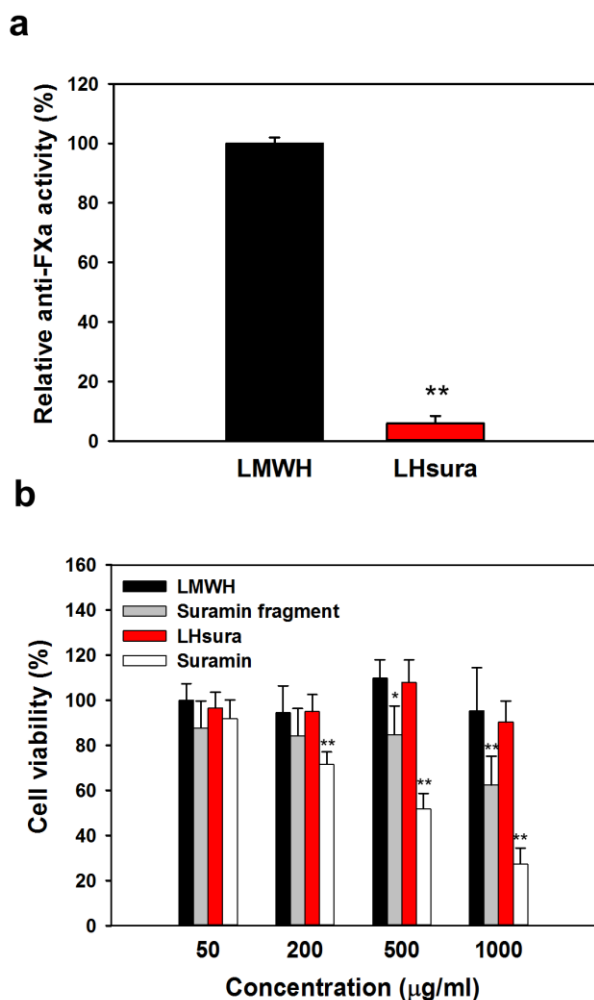 a
Relative anti-FXa activity (%)
120
100
80
60
40
20
0
**
LMWH LHsura
b
Cell viability (%)
160
140
120
100
80
60
40
20
0
LMWH
Suramin fragment
LHsura
Suramin
**
*
**
**
**
50 200 500 1000
Concentration (µg/ml)